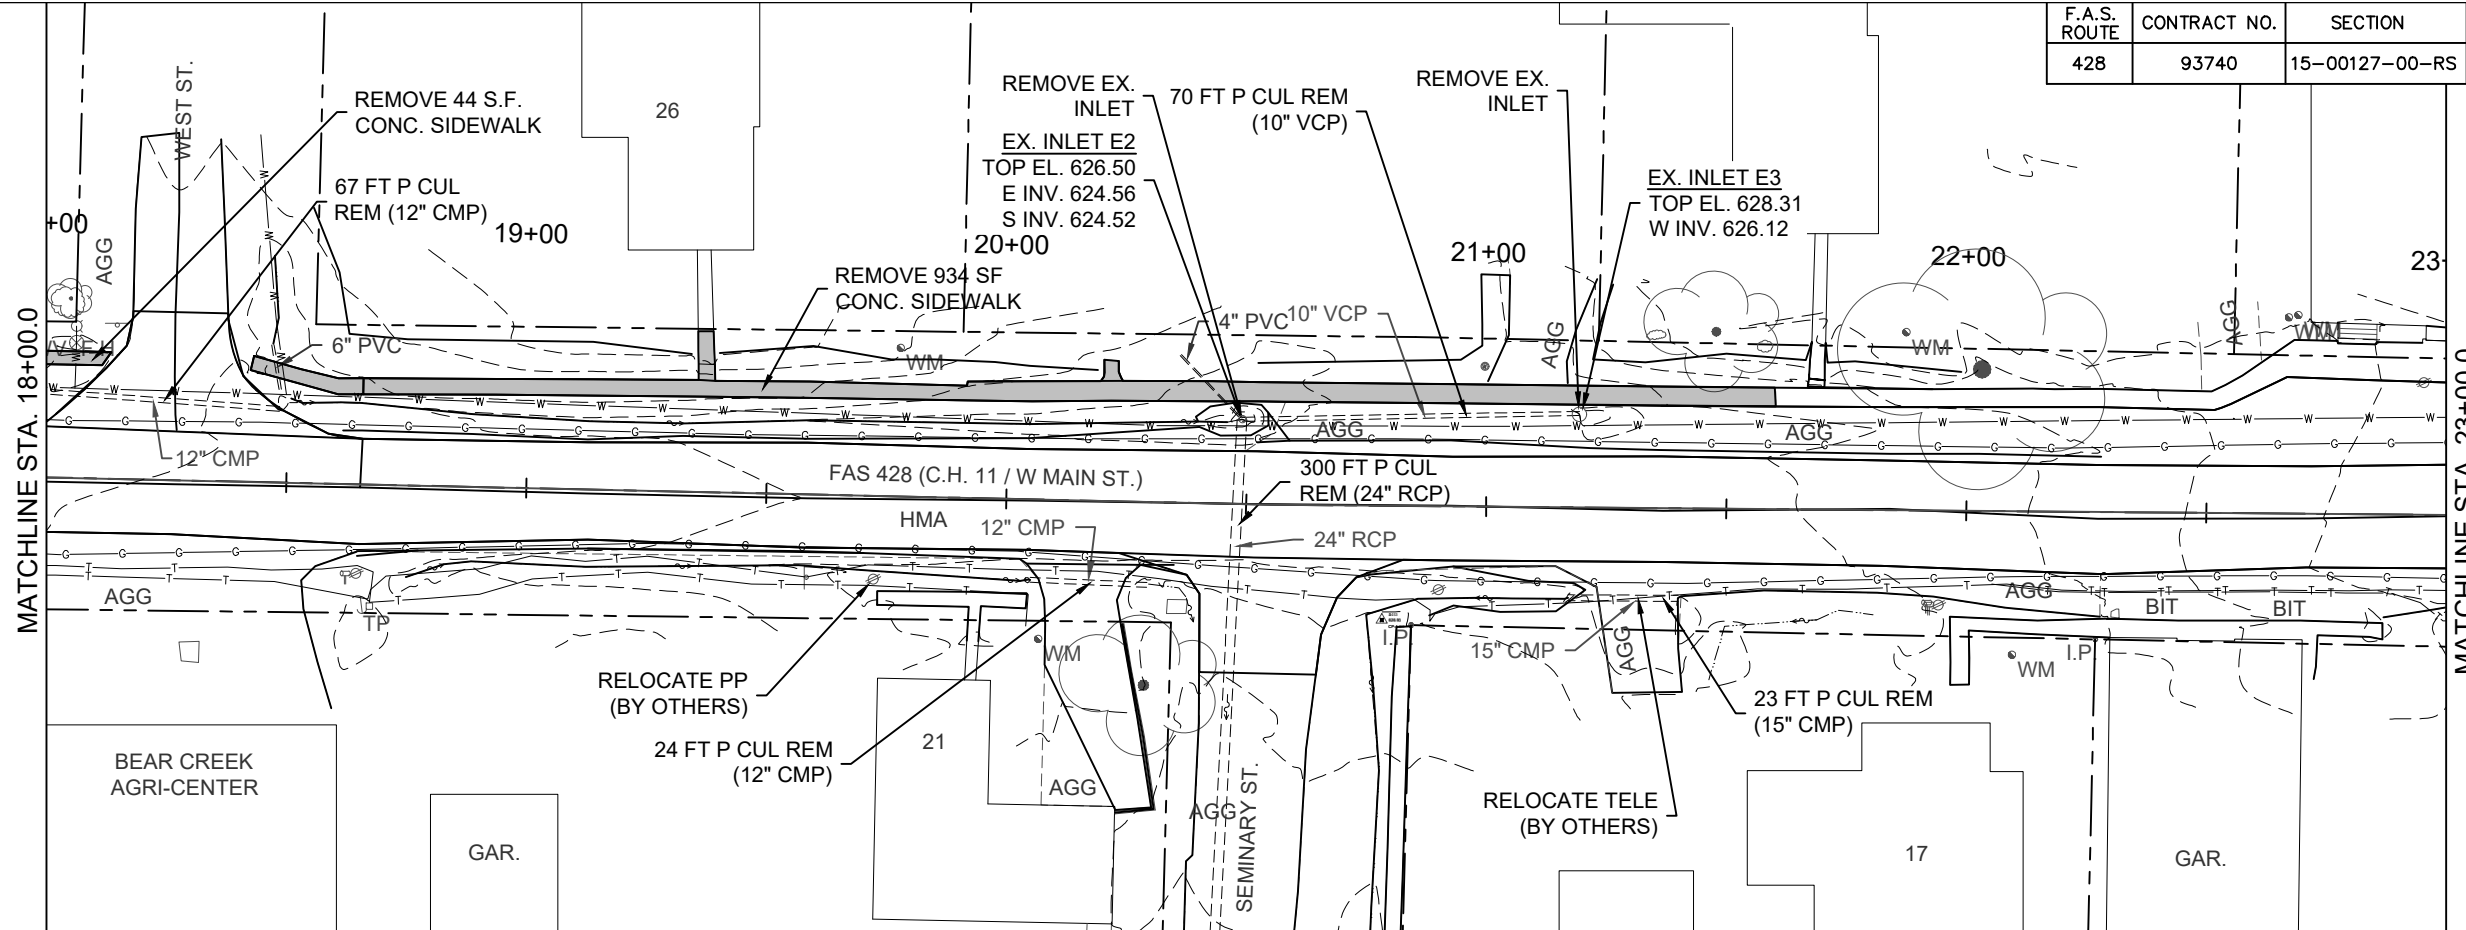 F.A.S. ROUTE
CONTRACT NO.
SECTION
428
93740
15-00127-00-RS
WEST ST.
REMOVE 44 S.F.
CONC. SIDEWALK
67 FT P CUL
REM (12" CMP)
+00
AGG
19+00
26
REMOVE 934 SF
CONC. SIDEWALK
REMOVE EX.
INLET
EX. INLET E2
TOP EL. 626.50
E INV. 624.56
S INV. 624.52
20+00
70 FT P CUL REM
(10" VCP)
REMOVE EX.
INLET
EX. INLET E3
TOP EL. 628.31
W INV. 626.12
21+00
22+00
23+
MATCHLINE STA. 18+00.0
6" PVC
WM
4" PVC
10" VCP
AGG
WM
AGG
WM
12" CMP
AGG
AGG
FAS 428 (C.H. 11 / W MAIN ST.)
HMA
300 FT P CUL
REM (24" RCP)
12" CMP
24" RCP
MATCHLINE STA. 23+00.0
AGG
T
TP
WM
I.P.
15" CMP
AGG
AGG
BIT
BIT
WM
I.P.
RELOCATE PP
(BY OTHERS)
24 FT P CUL REM
(12" CMP)
23 FT P CUL REM
(15" CMP)
RELOCATE TELE
(BY OTHERS)
BEAR CREEK
AGRI-CENTER
GAR.
21
AGG
AGG
SEMINARY ST.
17
GAR.